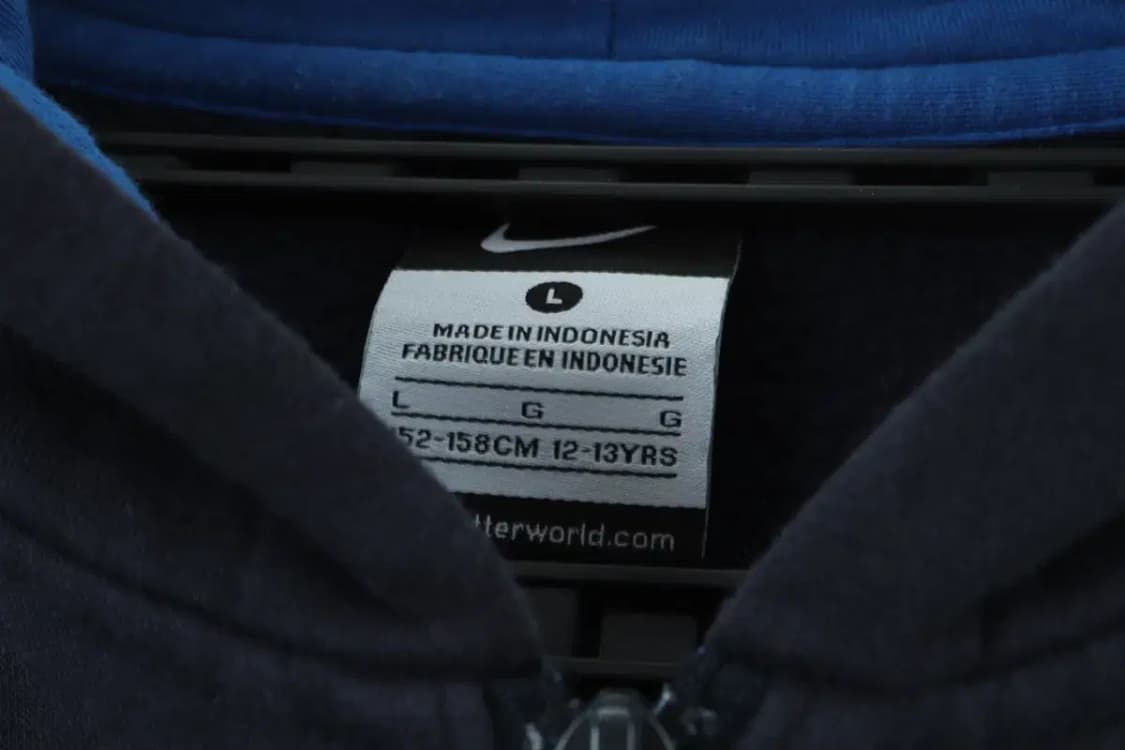 L
MADE IN INDONESIA
FABRIQUE EN INDONESIE
L G G
52-158CM 12-13YRS
tterworld.com